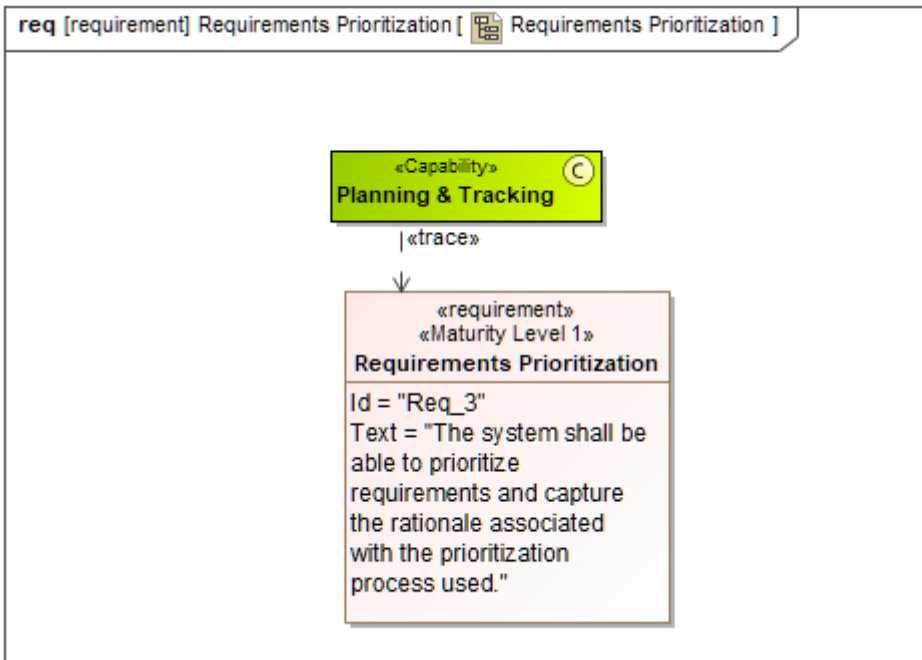 req [requirement] Requirements Prioritization [ Requirements Prioritization ]
«Capability»
C
Planning & Tracking
«trace»
«requirement»
«Maturity Level 1»
Requirements Prioritization
Id = "Req_3"
Text = "The system shall be
able to prioritize
requirements and capture
the rationale associated
with the prioritization
process used."